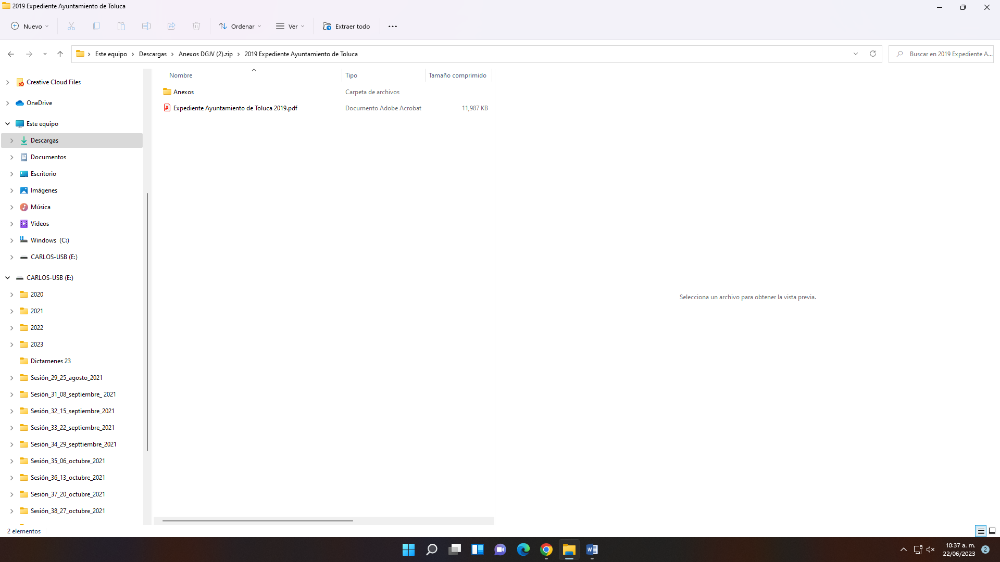 2019 Expediente Ayuntamiento de Toluca
Nuevo
Ordenar
Ver
Extraer todo
Este equipo > Descargas > Anexos DGJV (2).zip > 2019 Expediente Ayuntamiento de Toluca
Buscar en 2019 Expediente A...
Creative Cloud Files
OneDrive
Este equipo
Descargas
Documentos
Escritorio
Imágenes
Música
Videos
Windows (C:)
CARLOS-USB (E:)
CARLOS-USB (E:)
2020
2021
2022
2023
Dictamenes 23
Sesión_29_25_agosto_2021
Sesión_31_08_septiembre_ 2021
Sesión_32_15_septiembre_2021
Sesión_33_22_septiembre_2021
Sesión_34_29_septtiembre_2021
Sesión_35_06_octubre_2021
Sesión_36_13_octubre_2021
Sesión_37_20_octubre_2021
Sesión_38_27_octubre_2021
Nombre Tipo Tamaño comprimido
Anexos Carpeta de archivos
Expediente Ayuntamiento de Toluca 2019.pdf Documento Adobe Acrobat 11,987 KB
Selecciona un archivo para obtener la vista previa.
2 elementos
10:37 a. m.
22/06/2023
2